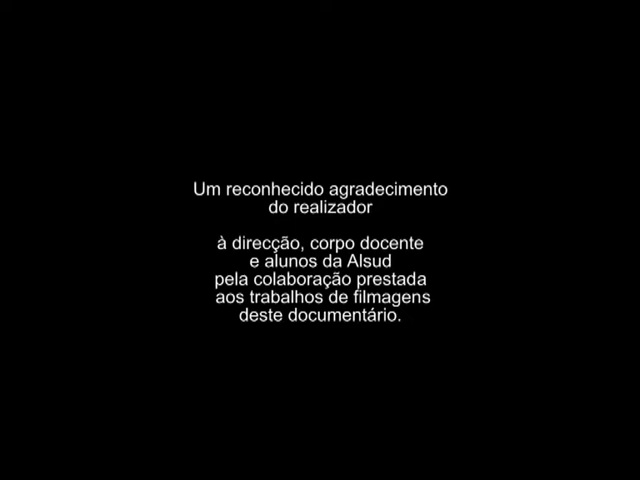 Um reconhecido agradecimento
do realizador
à direcção, corpo docente
e alunos da Alsud
pela colaboração prestada
aos trabalhos de filmagens
deste documentário.